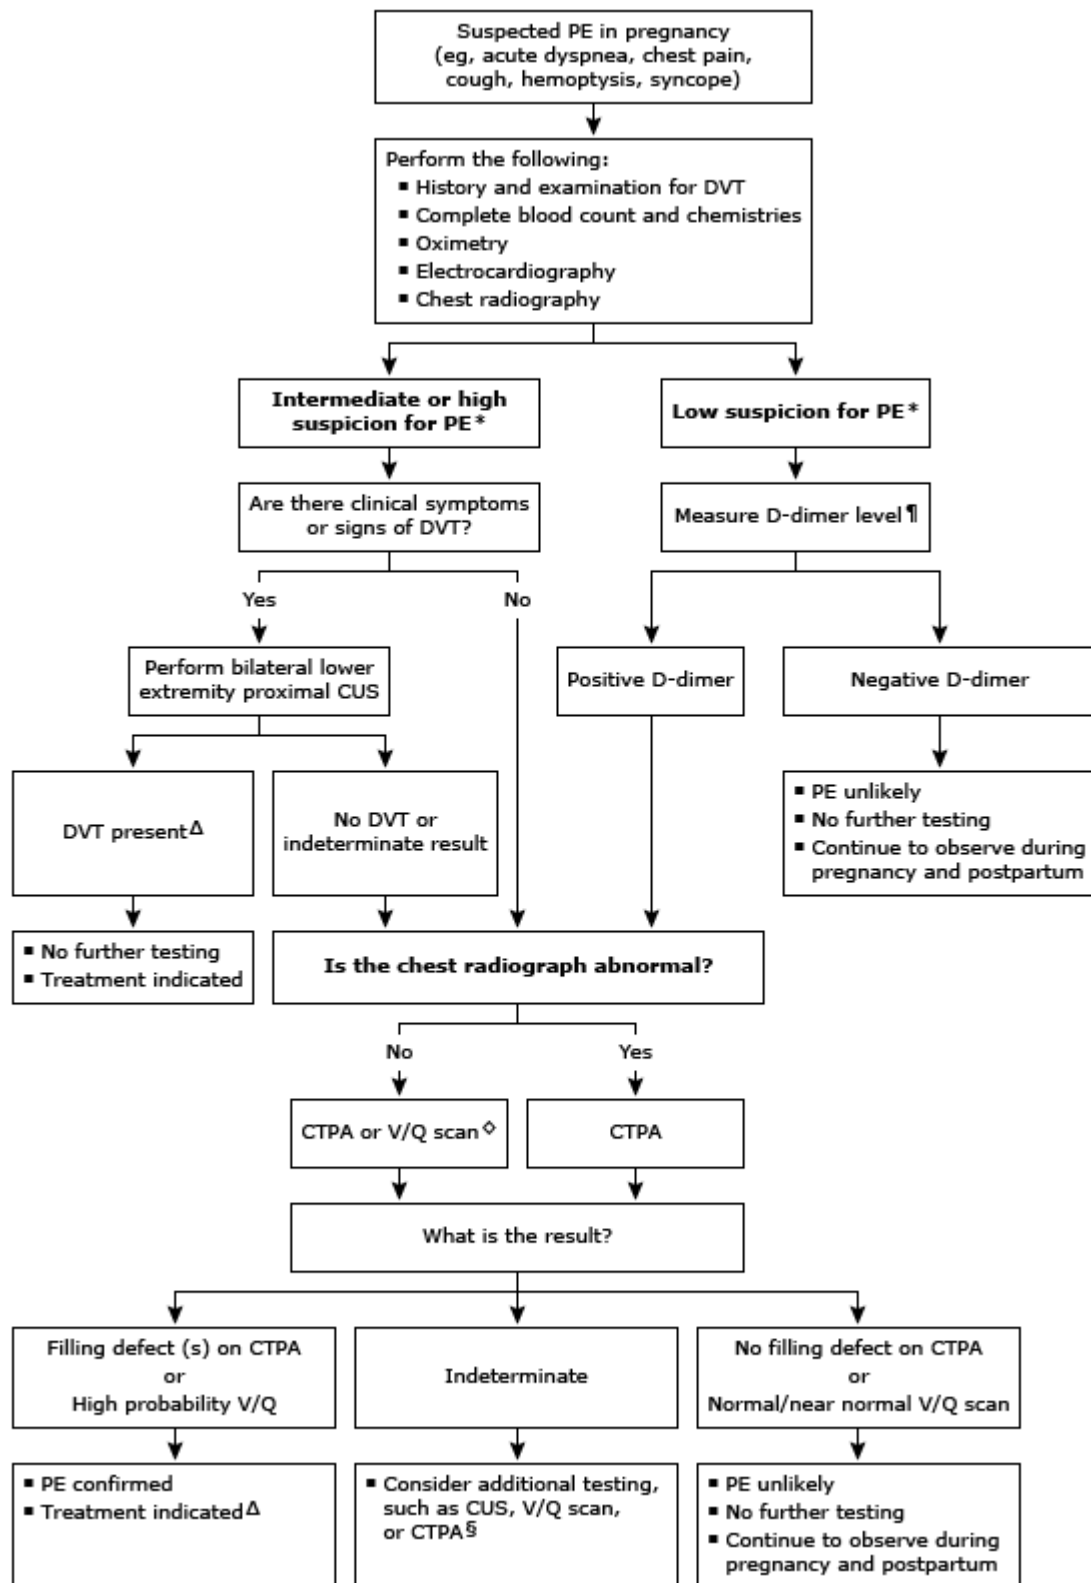 Suspected PE in pregnancy
(eg, acute dyspnea, chest pain,
cough, hemoptysis, syncope)
Perform the following:
▪ History and examination for DVT
▪ Complete blood count and chemistries
▪ Oximetry
▪ Electrocardiography
▪ Chest radiography
Intermediate or high
suspicion for PE*
Low suspicion for PE*
Are there clinical symptoms
or signs of DVT?
Measure D-dimer level¶
Yes
No
Perform bilateral lower
extremity proximal CUS
Positive D-dimer
Negative D-dimer
DVT presentΔ
No DVT or
indeterminate result
▪ PE unlikely
▪ No further testing
▪ Continue to observe during
pregnancy and postpartum
▪ No further testing
▪ Treatment indicated
Is the chest radiograph abnormal?
No
Yes
CTPA or V/Q scan◇
CTPA
What is the result?
Filling defect (s) on CTPA
or
High probability V/Q
Indeterminate
No filling defect on CTPA
or
Normal/near normal V/Q scan
▪ PE confirmed
▪ Treatment indicatedΔ
▪ Consider additional testing,
such as CUS, V/Q scan,
or CTPA§
▪ PE unlikely
▪ No further testing
▪ Continue to observe during
pregnancy and postpartum